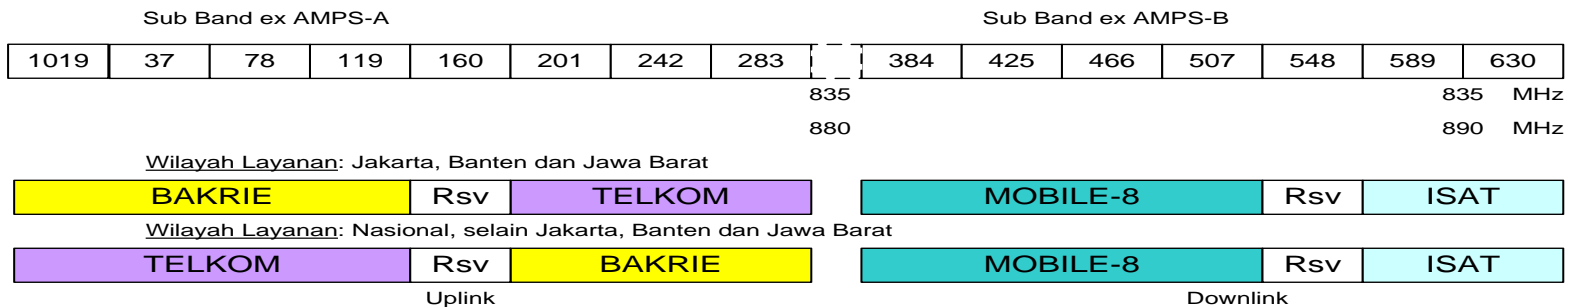 Sub Band ex AMPS-A Sub Band ex AMPS-B
1019 37 78 119 160 201 242 283 384 425 466 507 548 589 630
835 835 MHz
880 890 MHz
Wilayah Layanan: Jakarta, Banten dan Jawa Barat
BAKRIE Rsv TELKOM MOBILE-8 Rsv ISAT
Wilayah Layanan: Nasional, selain Jakarta, Banten dan Jawa Barat
TELKOM Rsv BAKRIE MOBILE-8 Rsv ISAT
Uplink Downlink